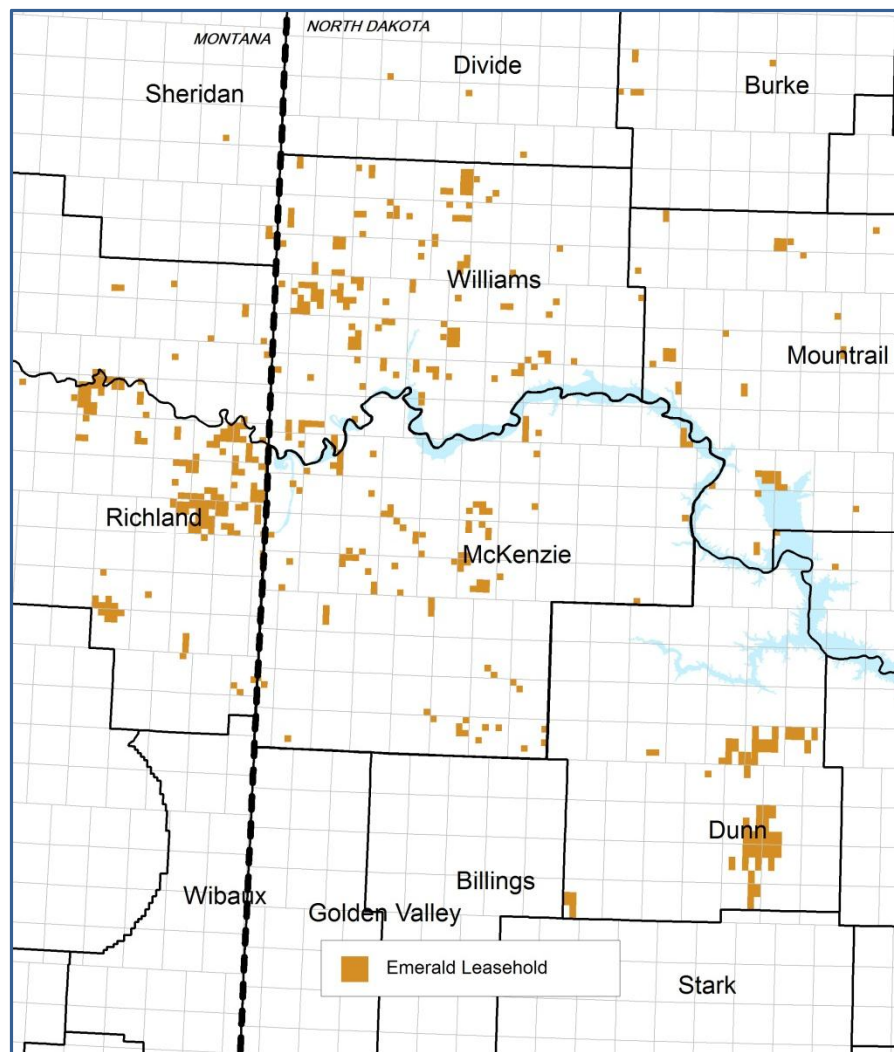 MONTANA
NORTH DAKOTA
Divide
Burke
Sheridan
Williams
Mountrail
Richland
McKenzie
Dunn
Billings
Wibaux
Golden Valley
Emerald Leasehold
Stark